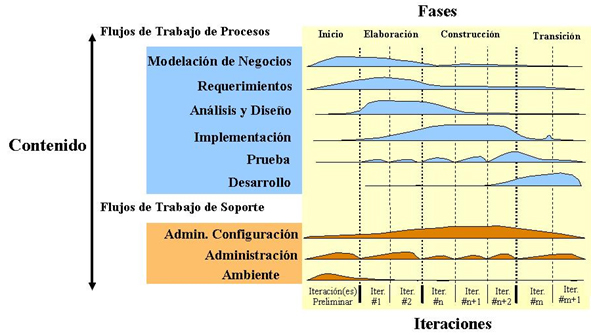 Fases
Flujos de Trabajo de Procesos
Inicio Elaboración Construcción Transición
Modelación de Negocios
Requerimientos
Análisis y Diseño
Implementación
Contenido
Prueba
Desarrollo
Flujos de Trabajo de Soporte
Admin. Configuración
Administración
Ambiente
Iteración(es) Preliminar
Iter. #1
Iter. #2
Iter. #n
Iter. #n+1
Iter. #n+2
Iter. #m
Iter. #m+1
Iteraciones